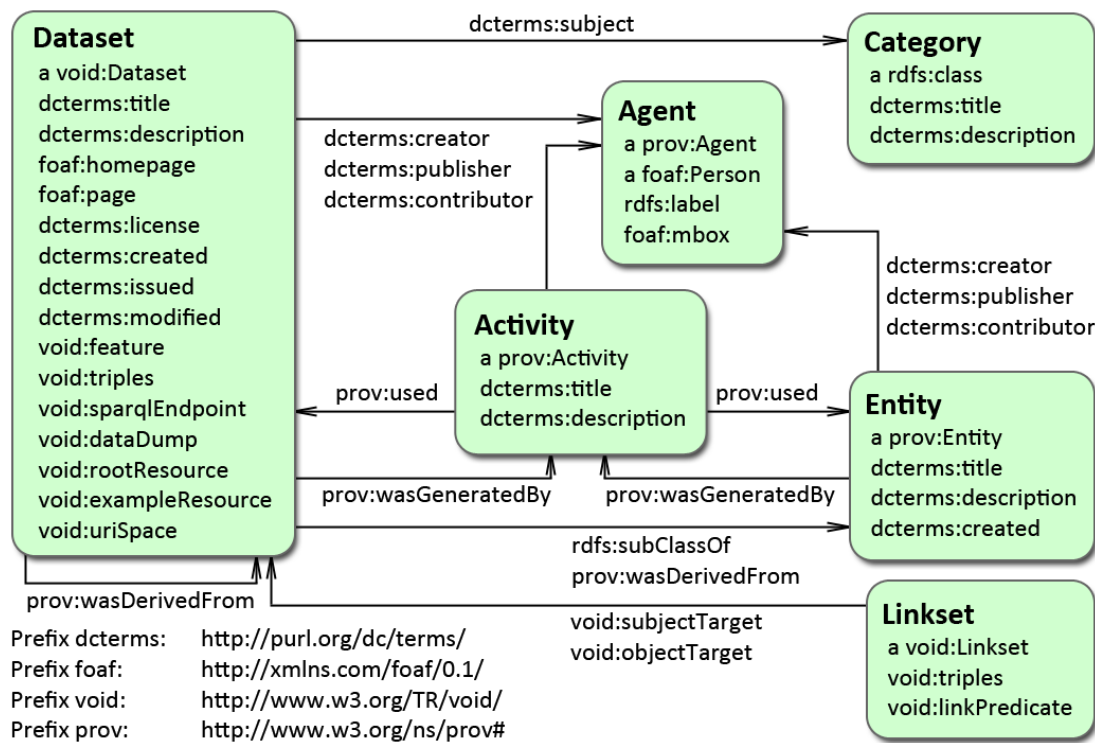 Dataset
a void:Dataset
dcterms:title
dcterms:description
foaf:homepage
foaf:page
dcterms:license
dcterms:created
dcterms:issued
dcterms:modified
void:feature
void:triples
void:sparqlEndpoint
void:dataDump
void:rootResource
void:exampleResource
void:uriSpace
dcterms:subject
Category
a rdfs:class
dcterms:title
dcterms:description
dcterms:creator
dcterms:publisher
dcterms:contributor
Agent
a prov:Agent
a foaf:Person
rdfs:label
foaf:mbox
dcterms:creator
dcterms:publisher
dcterms:contributor
Activity
a prov:Activity
dcterms:title
dcterms:description
prov:used
prov:used
Entity
a prov:Entity
dcterms:title
dcterms:description
dcterms:created
prov:wasGeneratedBy
prov:wasGeneratedBy
rdfs:subClassOf
prov:wasDerivedFrom
prov:wasDerivedFrom
void:subjectTarget
void:objectTarget
Linkset
a void:Linkset
void:triples
void:linkPredicate
Prefix dcterms: http://purl.org/dc/terms/
Prefix foaf: http://xmlns.com/foaf/0.1/
Prefix void: http://www.w3.org/TR/void/
Prefix prov: http://www.w3.org/ns/prov#